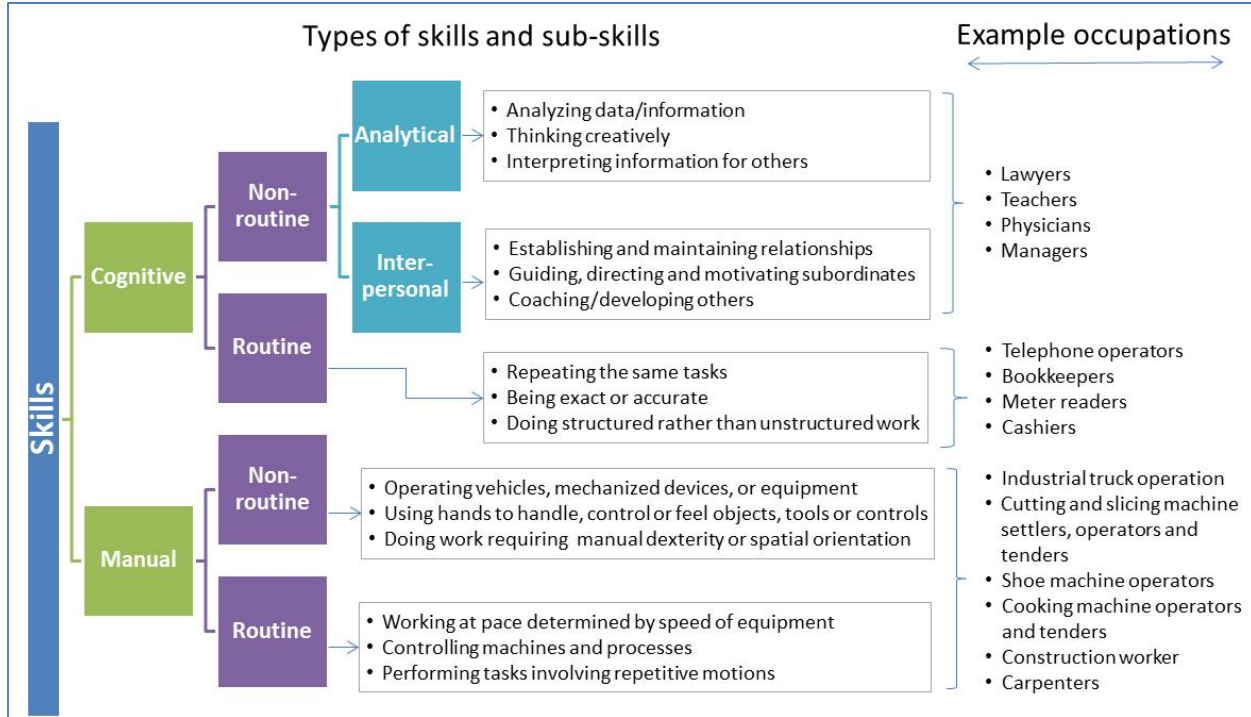 Types of skills and sub-skills
Example occupations
Skills
Cognitive
Non-
routine
Analytical
• Analyzing data/information
• Thinking creatively
• Interpreting information for others
Inter-
personal
• Establishing and maintaining relationships
• Guiding, directing and motivating subordinates
• Coaching/developing others
• Lawyers
• Teachers
• Physicians
• Managers
Routine
• Repeating the same tasks
• Being exact or accurate
• Doing structured rather than unstructured work
• Telephone operators
• Bookkeepers
• Meter readers
• Cashiers
Manual
Non-
routine
• Operating vehicles, mechanized devices, or equipment
• Using hands to handle, control or feel objects, tools or controls
• Doing work requiring manual dexterity or spatial orientation
Routine
• Working at pace determined by speed of equipment
• Controlling machines and processes
• Performing tasks involving repetitive motions
• Industrial truck operation
• Cutting and slicing machine
settlers, operators and
tenders
• Shoe machine operators
• Cooking machine operators
and tenders
• Construction worker
• Carpenters